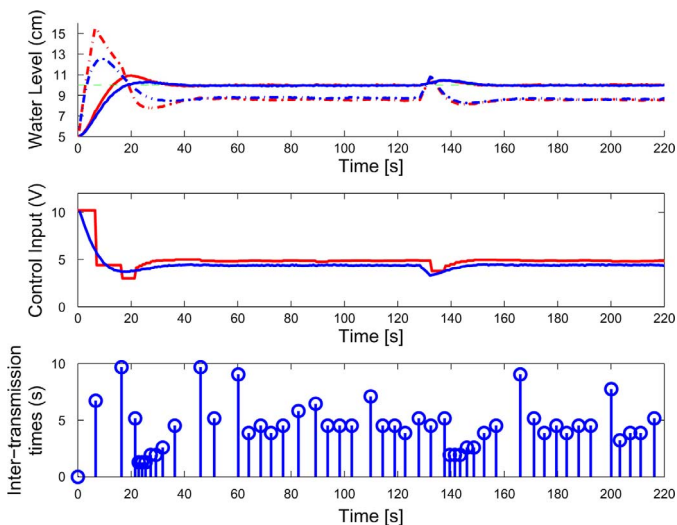 Water Level (cm)
15
13
11
9
7
5
0 20 40 60 80 100 120 140 160 180 200 220
Time [s]
Control Input (V)
10
5
0
0 20 40 60 80 100 120 140 160 180 200 220
Time [s]
Inter-transmission
times (s)
10
5
0
0 20 40 60 80 100 120 140 160 180 200 220
Time [s]